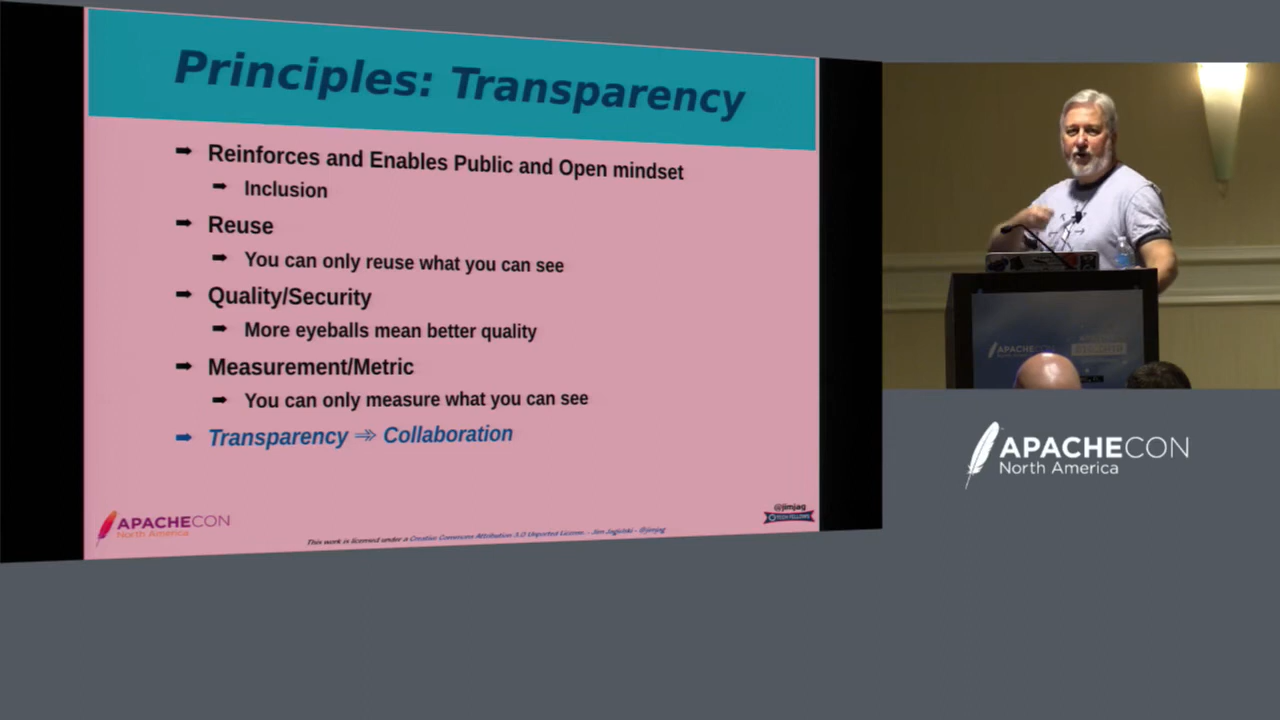 Principles: Transparency
Reinforces and Enables Public and Open mindset
Inclusion
Reuse
You can only reuse what you can see
Quality/Security
More eyeballs mean better quality
Measurement/Metric
You can only measure what you can see
Transparency ↠ Collaboration
APACHECON
North America
This work is licensed under a Creative Commons Attribution 3.0 Unported License. - Jim Jagielski - @jimjag
@jimjag
TECH FELLOWS
APACHECON
APACHECON
North America